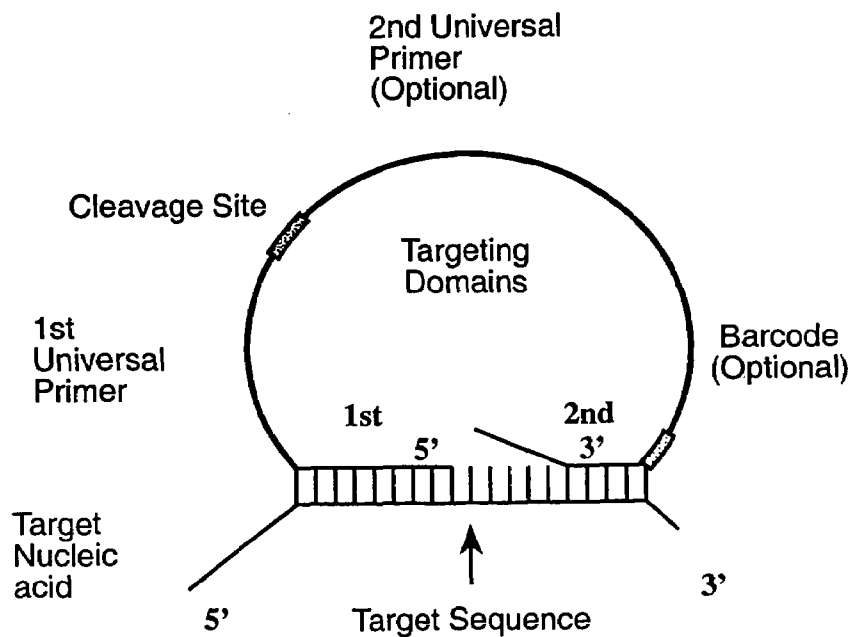 2nd Universal
Primer
(Optional)
Cleavage Site
Targeting
Domains
1st
Universal
Primer
Barcode
(Optional)
1st
2nd
5’
3’
Target
Nucleic
acid
5’
Target Sequence
3’